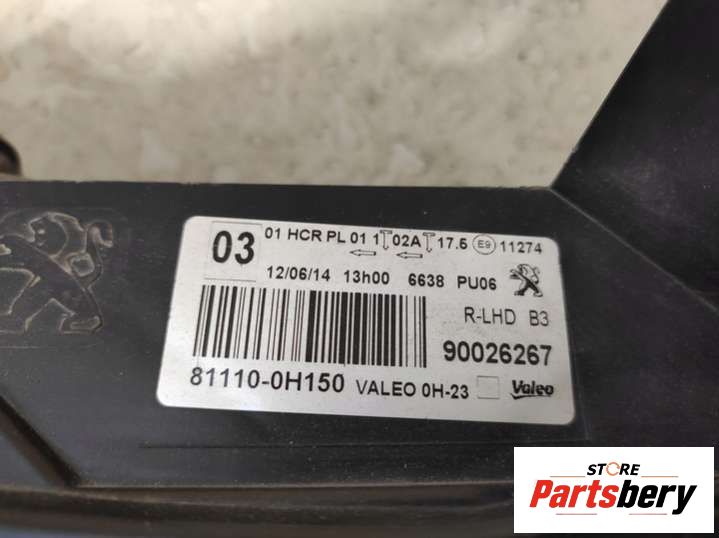 03
01 HCR PL 01 1 02A 17.5 E9 11274
12/06/14 13h00 6638 PU06
R-LHD B3
90026267
81110-0H150 VALEO 0H-23 Valeo
STORE
Partsbery